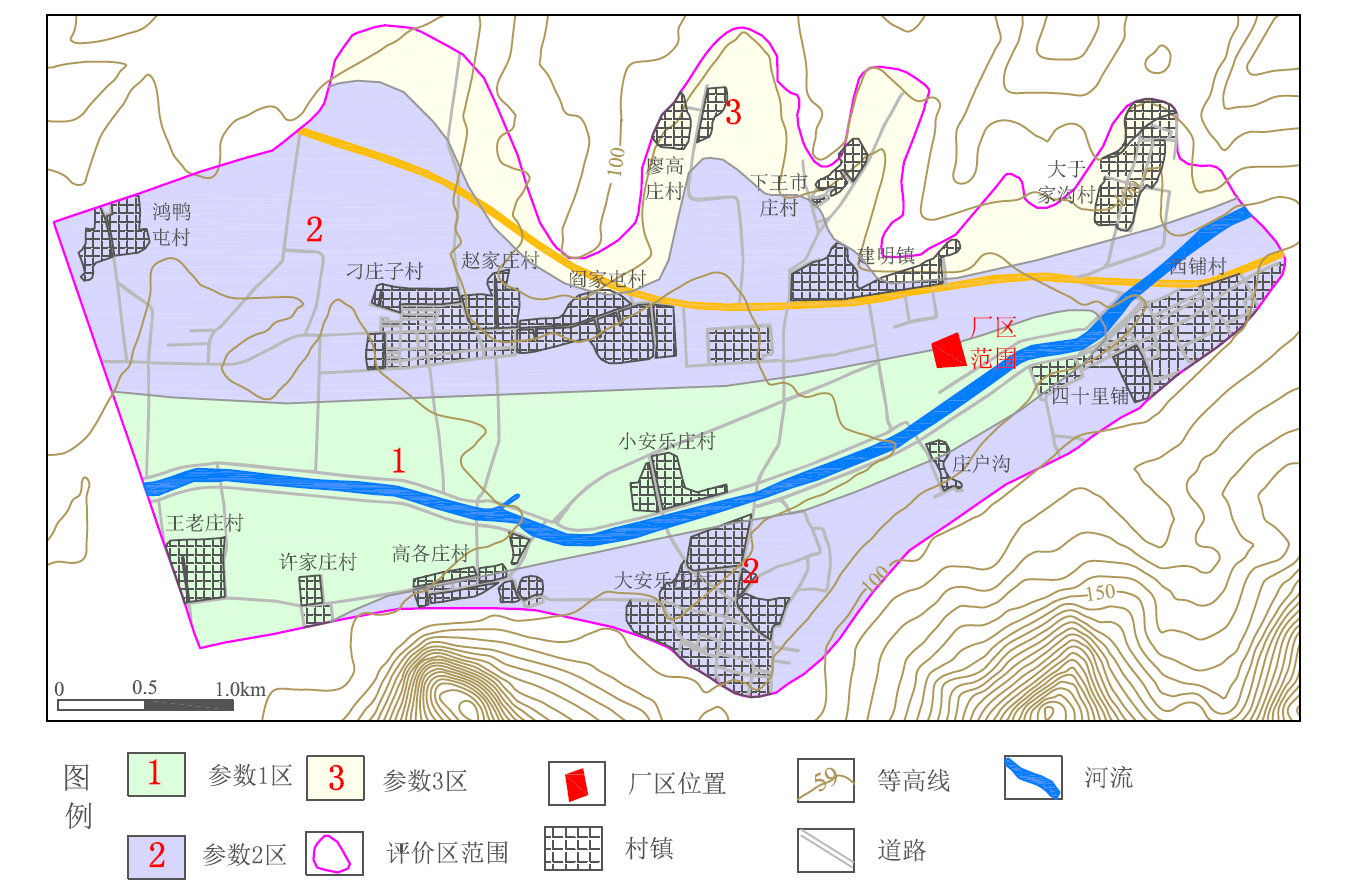 3
100
廖高
庄村
下王市
庄村
大于
家沟村
100
鸿鸭
屯村
2
刁庄子村
赵家庄村
阎家屯村
建明镇
西铺村
厂区
范围
四十里铺
小安乐庄村
1
庄户沟
王老庄村
许家庄村
高各庄村
大安乐庄村
2
100
150
0
0.5
1.0km
图
例
1
参数1区
3
参数3区
厂区位置
59
等高线
河流
2
参数2区
评价区范围
村镇
道路